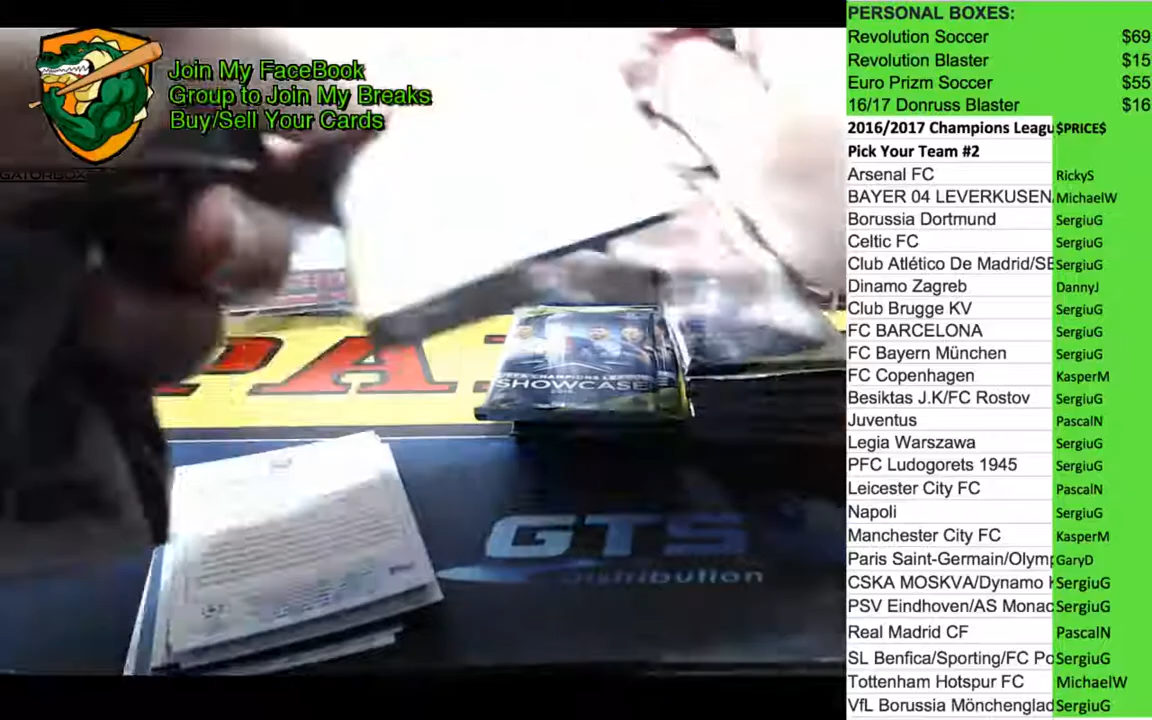 Join My FaceBook
Group to Join My Breaks
Buy/Sell Your Cards
GATORBOX
SHOWCASE
GTS
Distribution
PERSONAL BOXES:
Revolution Soccer $69
Revolution Blaster $15
Euro Prizm Soccer $55
16/17 Donruss Blaster $16
2016/2017 Champions Leagu $PRICE$
Pick Your Team #2
Arsenal FC RickyS
BAYER 04 LEVERKUSEN MichaelW
Borussia Dortmund SergiuG
Celtic FC SergiuG
Club Atlético De Madrid/SE SergiuG
Dinamo Zagreb DannyJ
Club Brugge KV SergiuG
FC BARCELONA SergiuG
FC Bayern München SergiuG
FC Copenhagen KasperM
Besiktas J.K/FC Rostov SergiuG
Juventus PascalN
Legia Warszawa SergiuG
PFC Ludogorets 1945 SergiuG
Leicester City FC PascalN
Napoli SergiuG
Manchester City FC KasperM
Paris Saint-Germain/Olymp GaryD
CSKA MOSKVA/Dynamo SergiuG
PSV Eindhoven/AS Monac SergiuG
Real Madrid CF PascalN
SL Benfica/Sporting/FC Po SergiuG
Tottenham Hotspur FC MichaelW
VfL Borussia Mönchenglad SergiuG